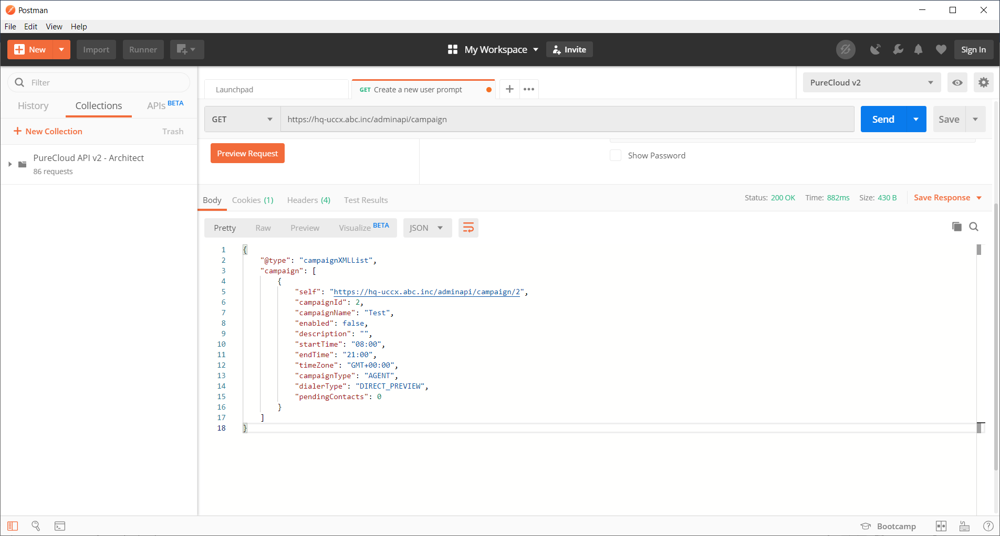 Postman
File Edit View Help
New Import Runner My Workspace Invite Sign In
Filter
History Collections APIs BETA
New Collection Trash
PureCloud API v2 - Architect
86 requests
Launchpad GET Create a new user prompt PureCloud v2
GET https://hq-uccx.abc.inc/adminapi/campaign Send Save
Preview Request Show Password
Body Cookies (1) Headers (4) Test Results Status: 200 OK Time: 882ms Size: 430 B Save Response
Pretty Raw Preview Visualize BETA JSON
1 {
2 "@type": "campaignXMLList",
3 "campaign": [
4 {
5 "self": "https://hq-uccx.abc.inc/adminapi/campaign/2",
6 "campaignId": 2,
7 "campaignName": "Test",
8 "enabled": false,
9 "description": "",
10 "startTime": "08:00",
11 "endTime": "21:00",
12 "timeZone": "GMT+00:00",
13 "campaignType": "AGENT",
14 "dialerType": "DIRECT_PREVIEW",
15 "pendingContacts": 0
16 }
17 ]
18 }
Bootcamp